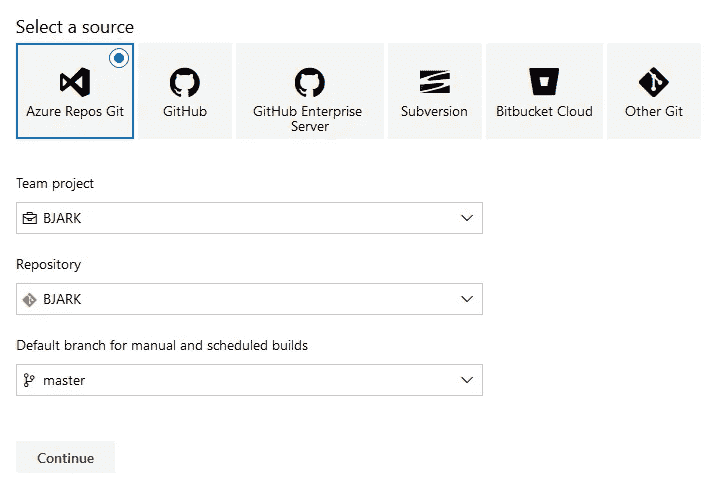 Select a source
Azure Repos Git
GitHub
GitHub Enterprise
Server
Subversion
Bitbucket Cloud
Other Git
Team project
BJARK
Repository
BJARK
Default branch for manual and scheduled builds
master
Continue